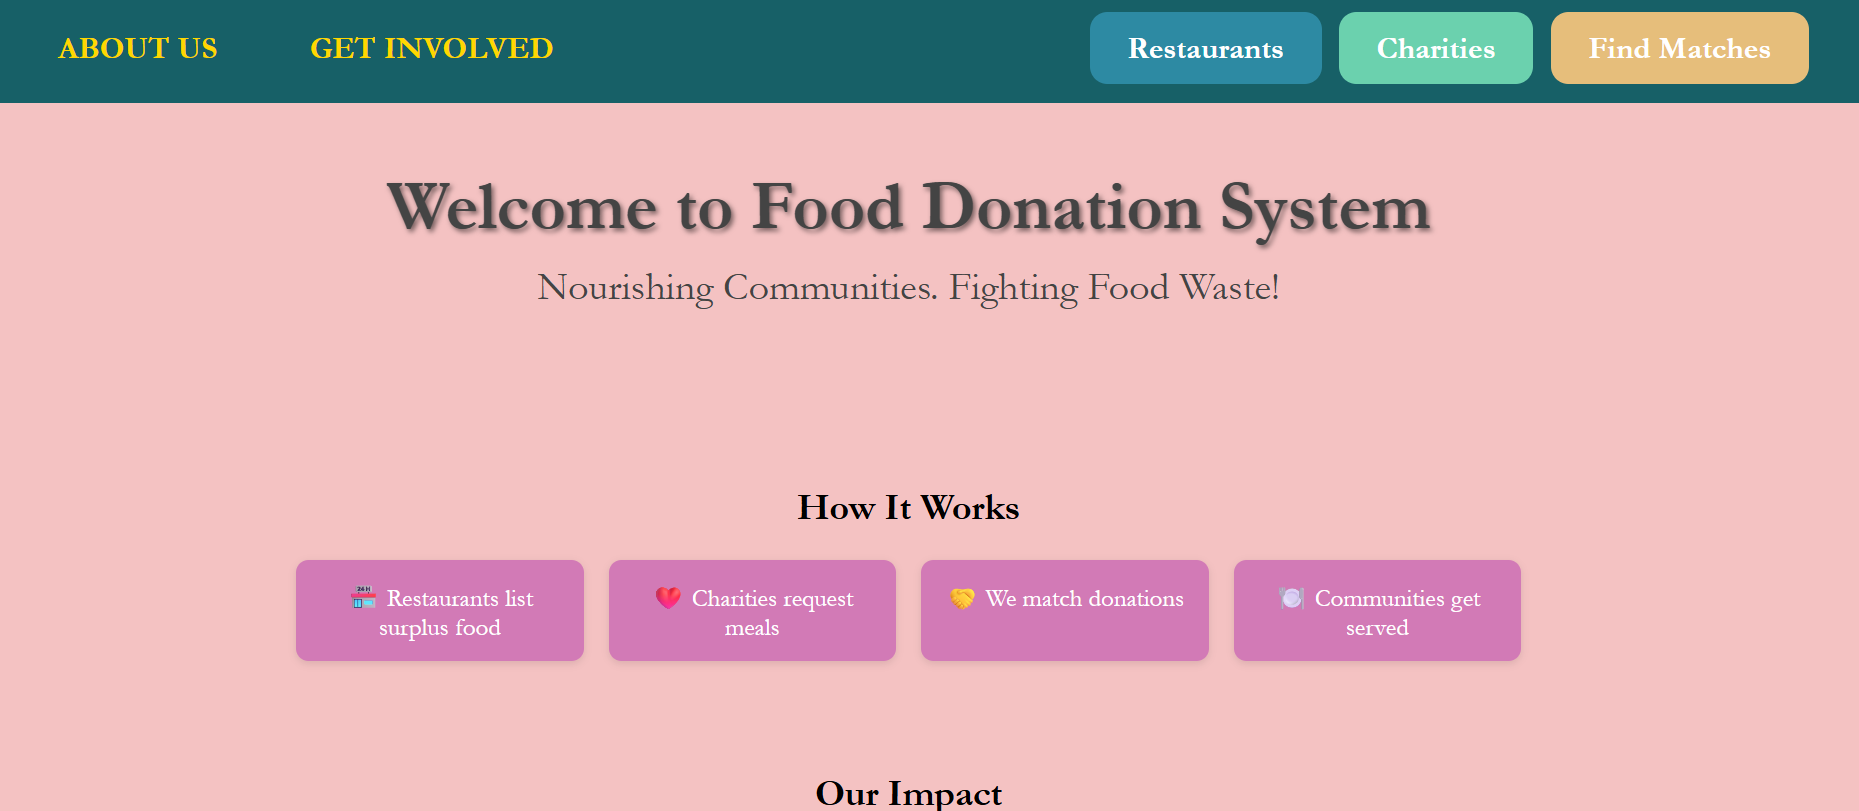 ABOUT US GET INVOLVED Restaurants Charities Find Matches
Welcome to Food Donation System
Nourishing Communities. Fighting Food Waste!
How It Works
🏪 Restaurants list
surplus food
❤️ Charities request
meals
🤝 We match donations
🍽️ Communities get
served
Our Impact